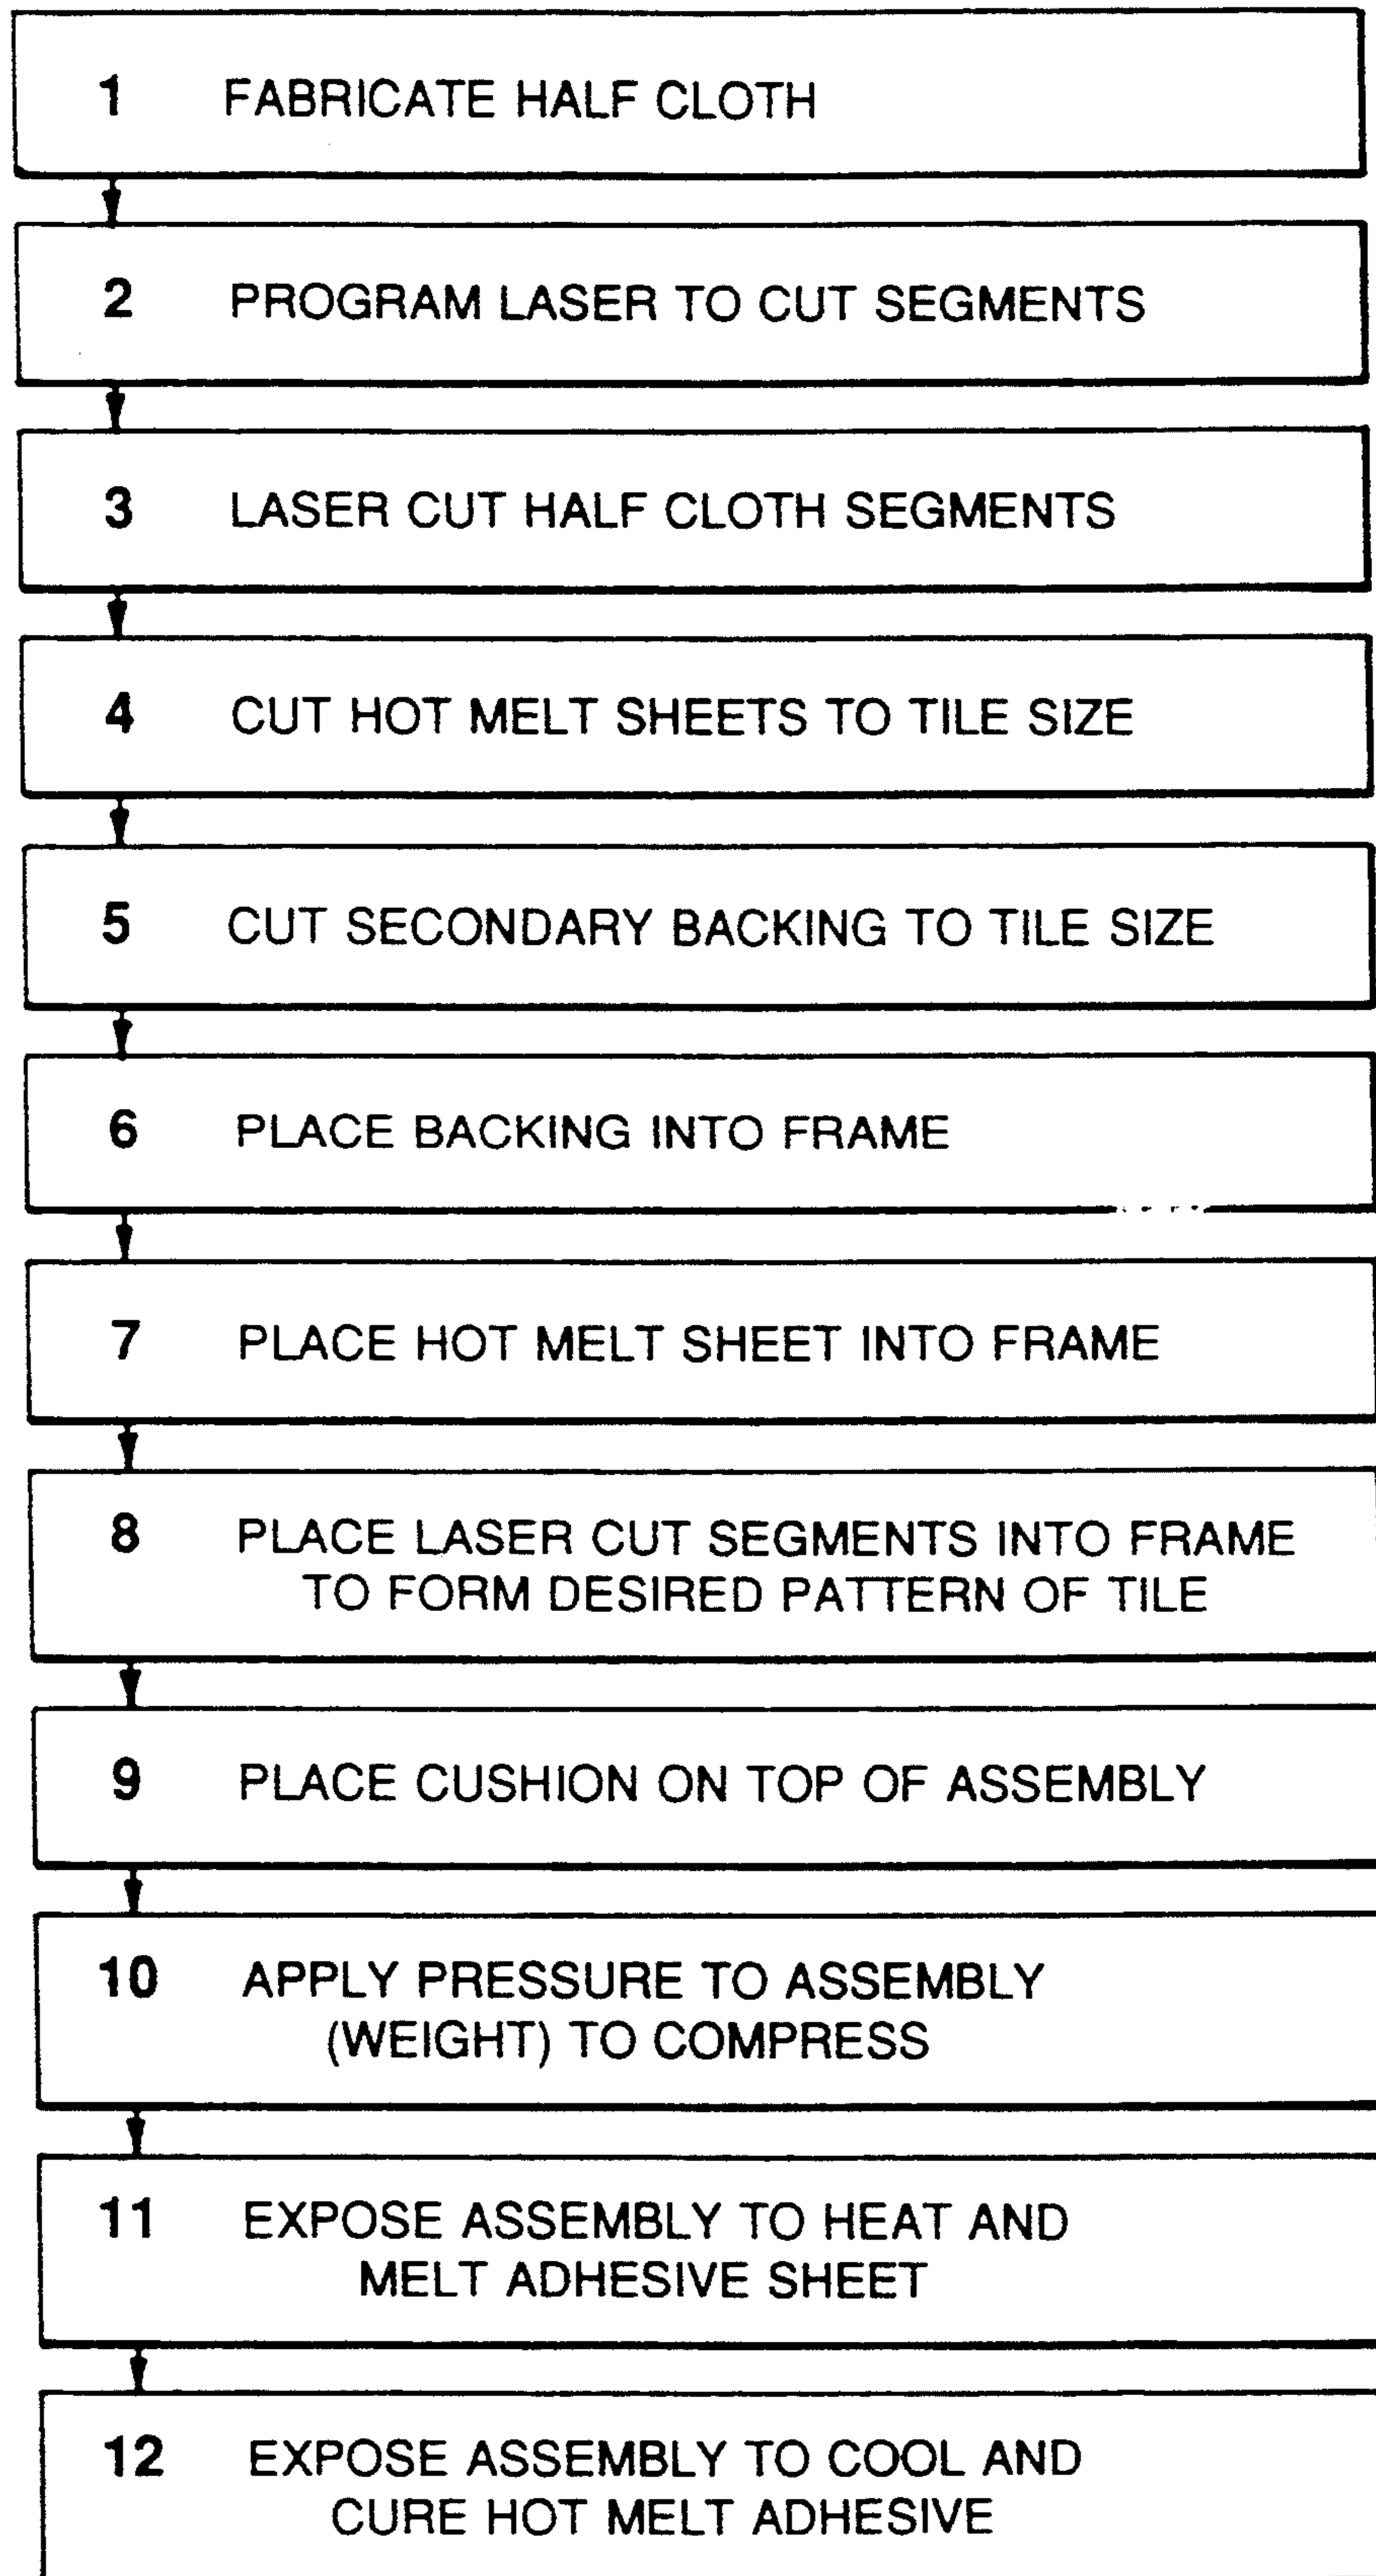 1 FABRICATE HALF CLOTH
2 PROGRAM LASER TO CUT SEGMENTS
3 LASER CUT HALF CLOTH SEGMENTS
4 CUT HOT MELT SHEETS TO TILE SIZE
5 CUT SECONDARY BACKING TO TILE SIZE
6 PLACE BACKING INTO FRAME
7 PLACE HOT MELT SHEET INTO FRAME
8 PLACE LASER CUT SEGMENTS INTO FRAME
TO FORM DESIRED PATTERN OF TILE
9 PLACE CUSHION ON TOP OF ASSEMBLY
10 APPLY PRESSURE TO ASSEMBLY
(WEIGHT) TO COMPRESS
11 EXPOSE ASSEMBLY TO HEAT AND
MELT ADHESIVE SHEET
12 EXPOSE ASSEMBLY TO COOL AND
CURE HOT MELT ADHESIVE